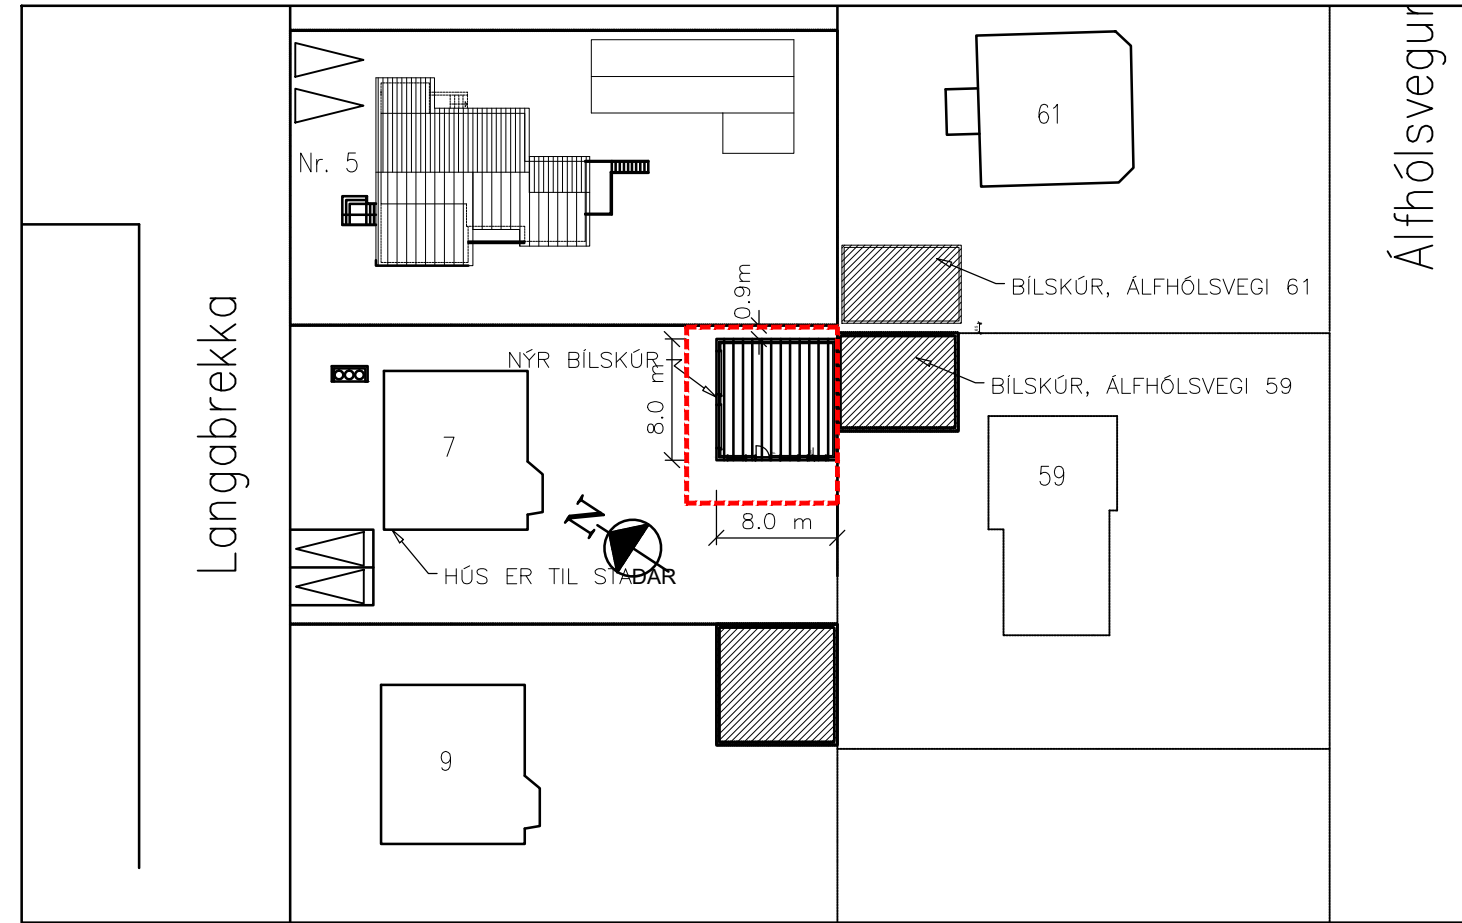 Álfhólsvegur
61
Nr. 5
0.9m
BÍLSKÚR, ÁLFHÓLSVEGI 61
NÝR BÍLSKÚR
BÍLSKÚR, ÁLFHÓLSVEGI 59
8.0 m
7
59
Langabrekka
N
8.0 m
HÚS ER TIL STAÐAR
9